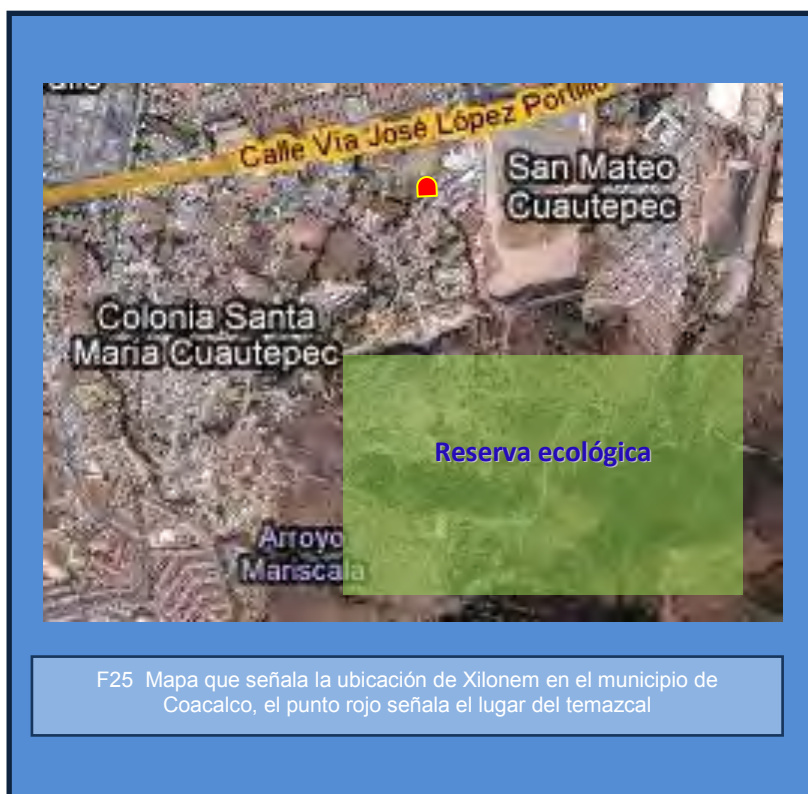 Calle Vía José López Portillo
San Mateo
Cuautepec
Colonia Santa
Maria Cuautepec
Reserva ecológica
Arroyo
Mariscala
F25 Mapa que señala la ubicación de Xilonem en el municipio de
Coacalco, el punto rojo señala el lugar del temazcal